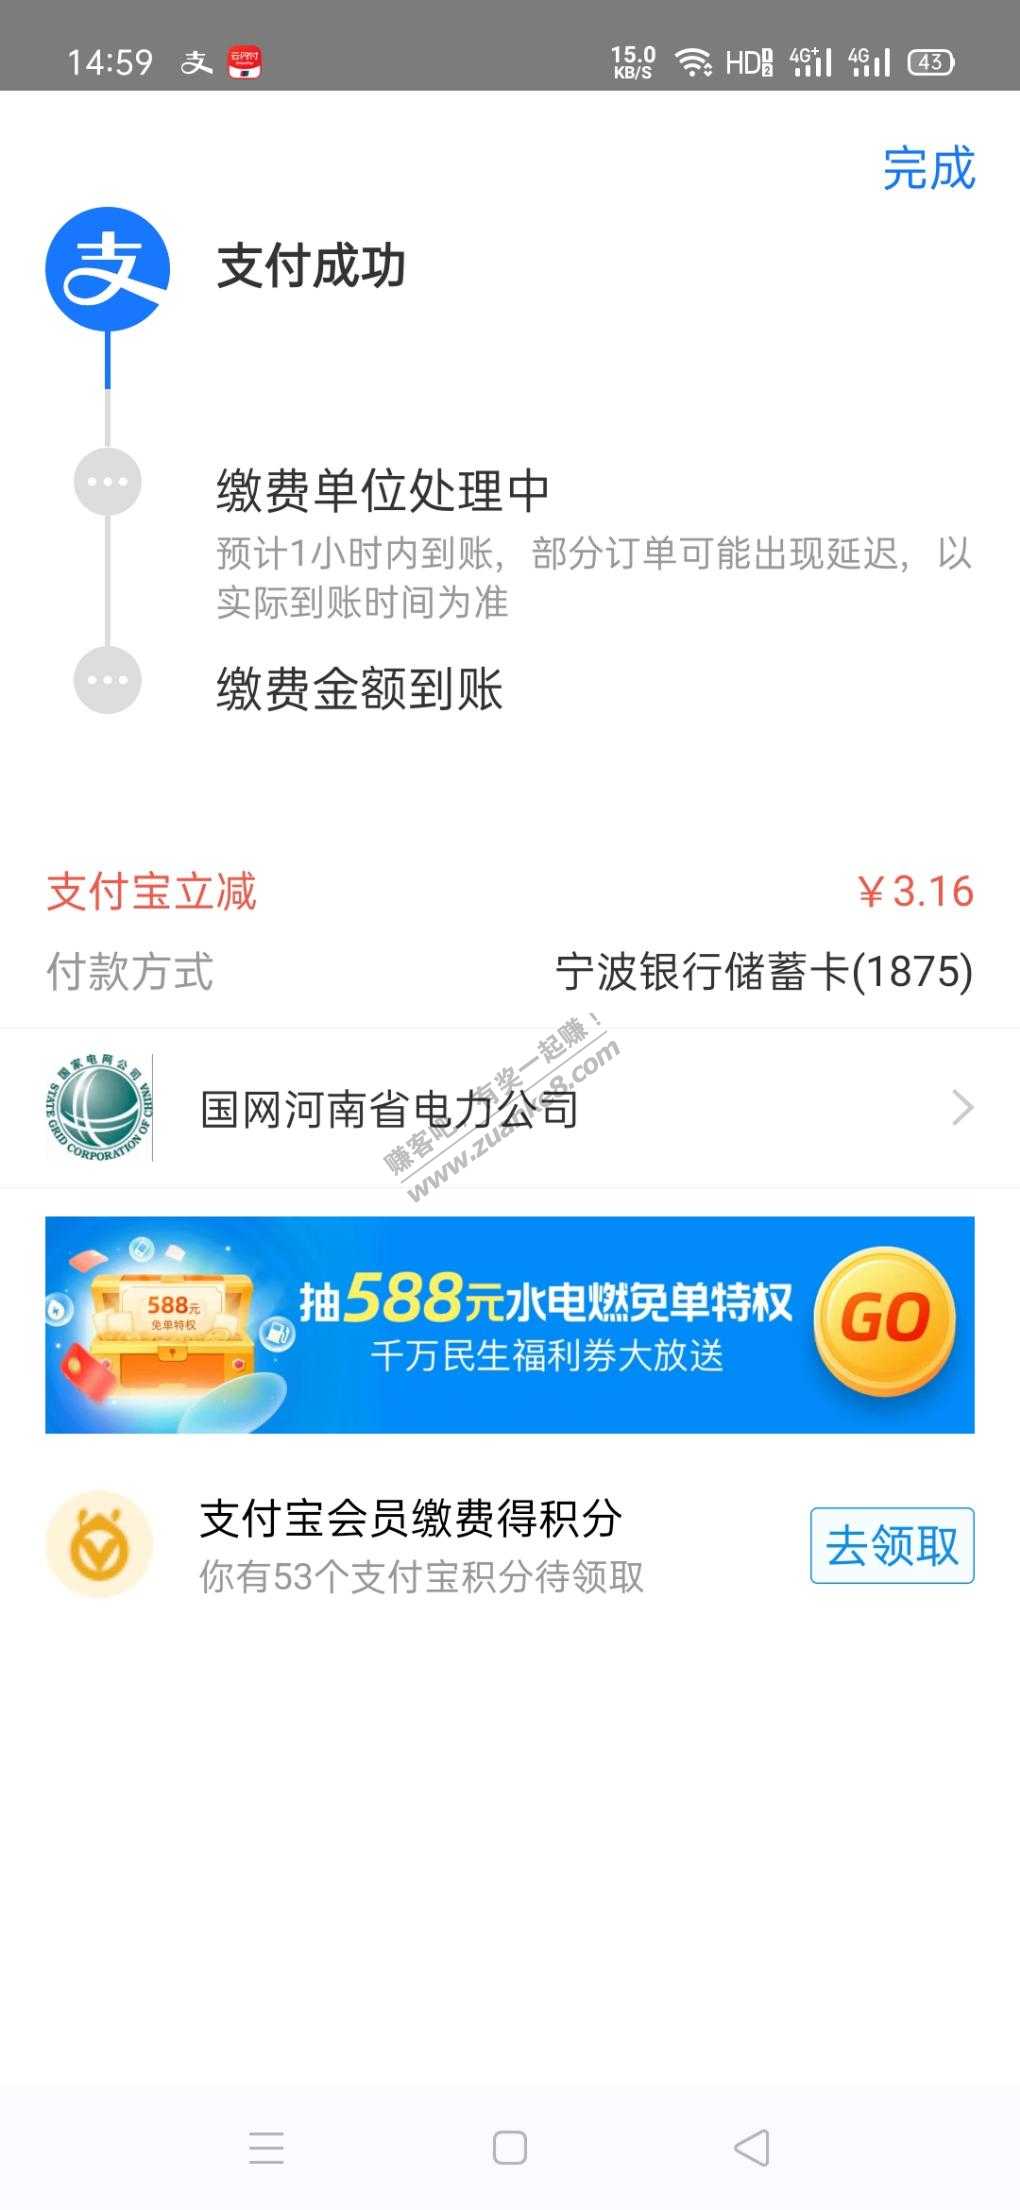 14:59 支 云闪付 15.0 KB/S HD 1 2 4G+ 4G 43
完成
支 支付成功
缴费单位处理中
预计1小时内到账，部分订单可能出现延迟，以
实际到账时间为准
缴费金额到账
支付宝立减 ￥3.16
付款方式 宁波银行储蓄卡(1875)
国家电网公司 STATE GRID CORPORATION OF CHINA
国网河南省电力公司
赚客吧，有奖一起赚！
www.zuanke8.com
588元
免单特权
抽588元水电燃免单特权
千万民生福利券大放送
GO
支付宝会员缴费得积分
你有53个支付宝积分待领取
去领取